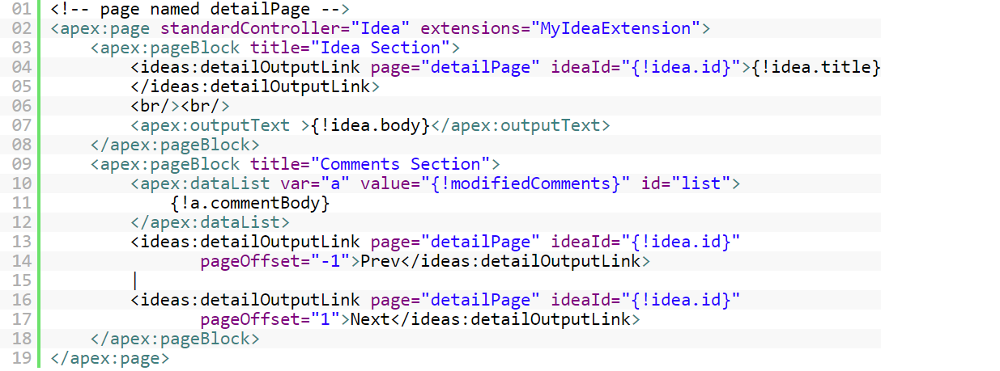 01 <!-- page named detailPage -->
02 <apex:page standardController="Idea" extensions="MyIdeaExtension">
03     <apex:pageBlock title="Idea Section">
04         <ideas:detailOutputLink page="detailPage" ideaId="{!idea.id}">{!idea.title}
05         </ideas:detailOutputLink>
06         <br/><br/>
07         <apex:outputText >{!idea.body}</apex:outputText>
08     </apex:pageBlock>
09     <apex:pageBlock title="Comments Section">
10         <apex:dataList var="a" value="{!modifiedComments}" id="list">
11             {!a.commentBody}
12         </apex:dataList>
13         <ideas:detailOutputLink page="detailPage" ideaId="{!idea.id}"
14                pageOffset="-1">Prev</ideas:detailOutputLink>
15         |
16         <ideas:detailOutputLink page="detailPage" ideaId="{!idea.id}"
17                pageOffset="1">Next</ideas:detailOutputLink>
18     </apex:pageBlock>
19 </apex:page>